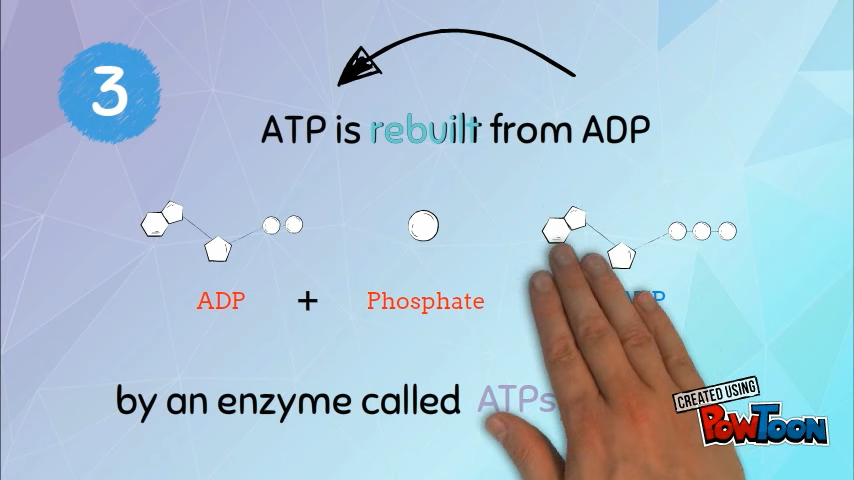 3
ATP is rebuilt from ADP
ADP + Phosphate
by an enzyme called
CREATED USING
POWTOON